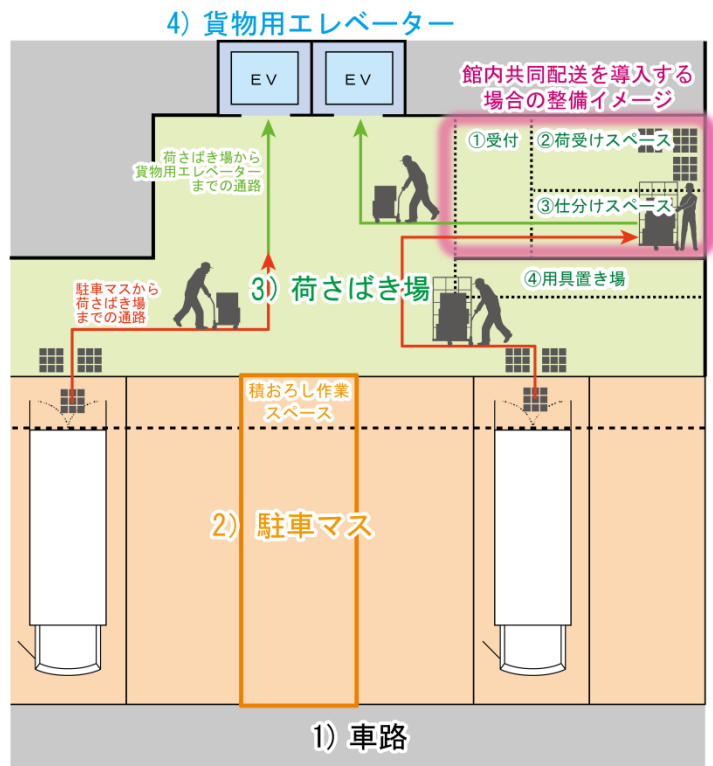 4) 貨物用エレベーター
EV
EV
館内共同配送を導入する
場合の整備イメージ
①受付
②荷受けスペース
荷さばき場から
貨物用エレベーター
までの通路
③仕分けスペース
④用具置き場
3) 荷さばき場
駐車マスから
荷さばき場
までの通路
積おろし作業
スペース
2) 駐車マス
1) 車路